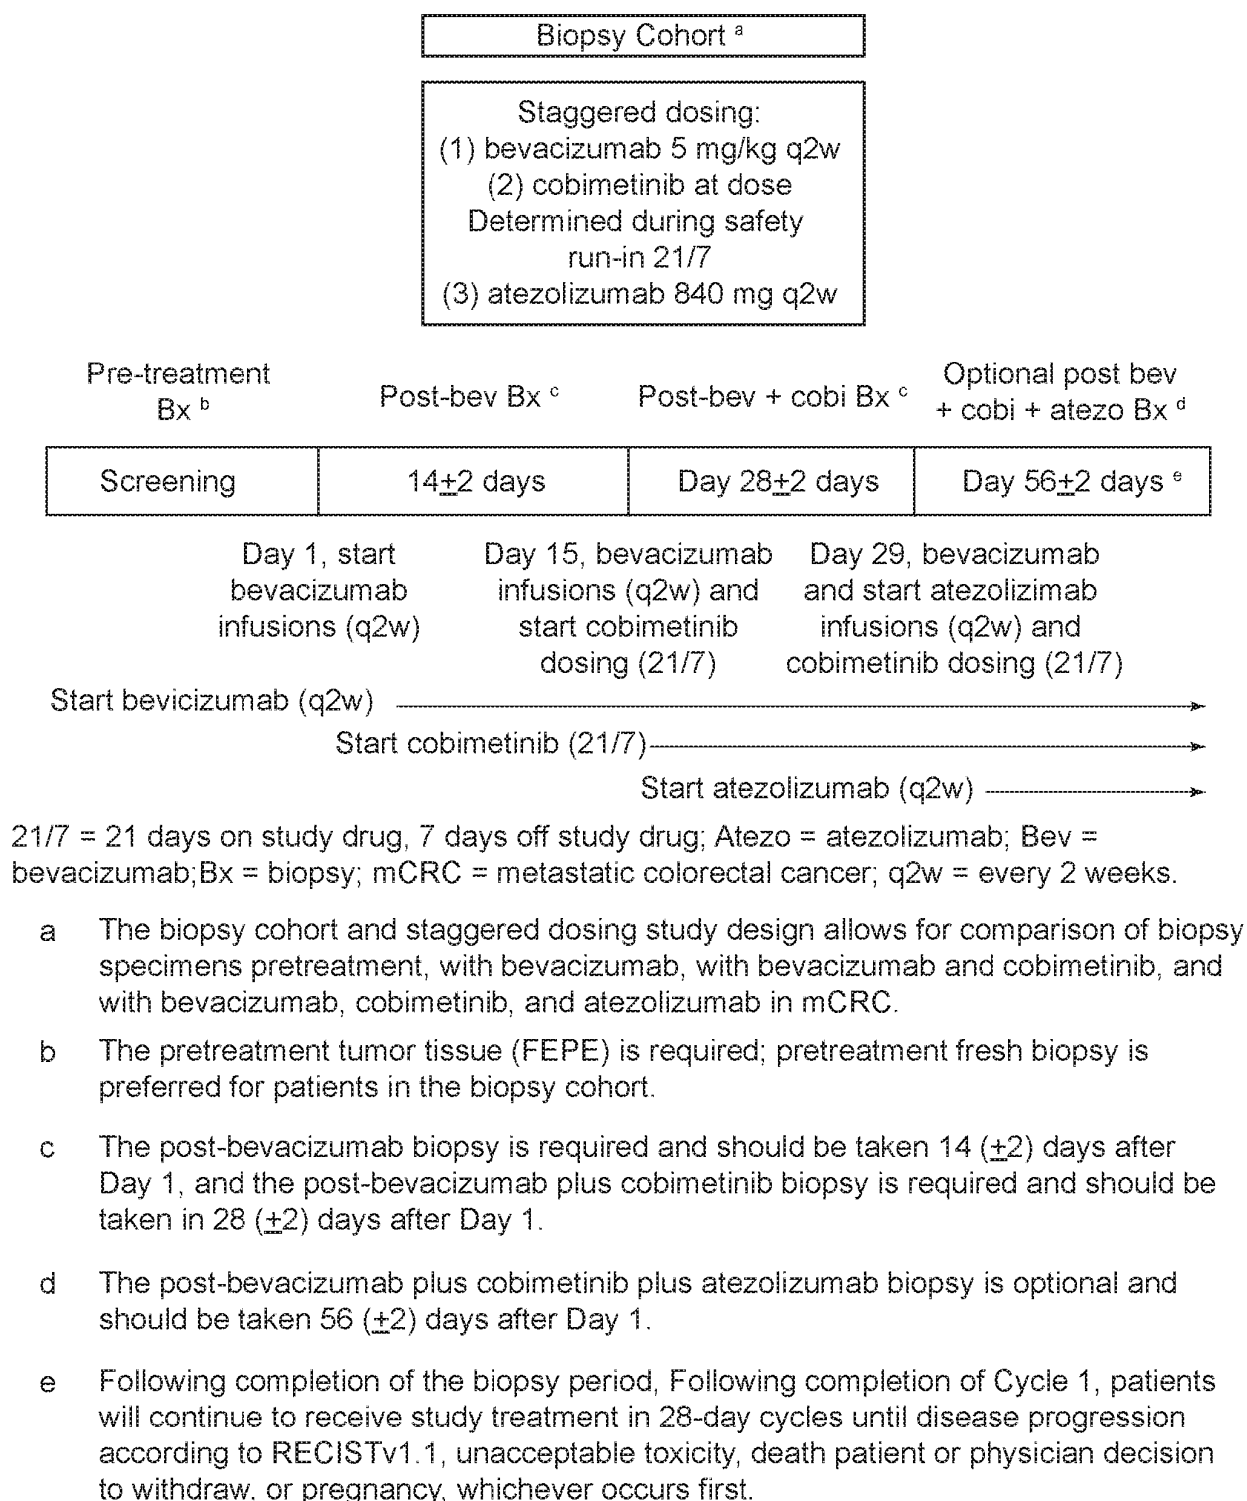 Biopsy Cohort a
Staggered dosing:
(1) bevacizumab 5 mg/kg q2w
(2) cobimetinib at dose
Determined during safety
run-in 21/7
(3) atezolizumab 840 mg q2w
Pre-treatment
Bx b
Post-bev Bx c
Post-bev + cobi Bx c
Optional post bev
+ cobi + atezo Bx d
Screening
14±2 days
Day 28±2 days
Day 56±2 days e
Day 1, start
bevacizumab
infusions (q2w)
Day 15, bevacizumab
infusions (q2w) and
start cobimetinib
dosing (21/7)
Day 29, bevacizumab
and start atezolizimab
infusions (q2w) and
cobimetinib dosing (21/7)
Start bevicizumab (q2w)
Start cobimetinib (21/7)
Start atezolizumab (q2w)
21/7 = 21 days on study drug, 7 days off study drug; Atezo = atezolizumab; Bev =
bevacizumab;Bx = biopsy; mCRC = metastatic colorectal cancer; q2w = every 2 weeks.
a The biopsy cohort and staggered dosing study design allows for comparison of biopsy
specimens pretreatment, with bevacizumab, with bevacizumab and cobimetinib, and
with bevacizumab, cobimetinib, and atezolizumab in mCRC.
b The pretreatment tumor tissue (FEPE) is required; pretreatment fresh biopsy is
preferred for patients in the biopsy cohort.
c The post-bevacizumab biopsy is required and should be taken 14 (±2) days after
Day 1, and the post-bevacizumab plus cobimetinib biopsy is required and should be
taken in 28 (±2) days after Day 1.
d The post-bevacizumab plus cobimetinib plus atezolizumab biopsy is optional and
should be taken 56 (±2) days after Day 1.
e Following completion of the biopsy period, Following completion of Cycle 1, patients
will continue to receive study treatment in 28-day cycles until disease progression
according to RECISTv1.1, unacceptable toxicity, death patient or physician decision
to withdraw, or pregnancy, whichever occurs first.